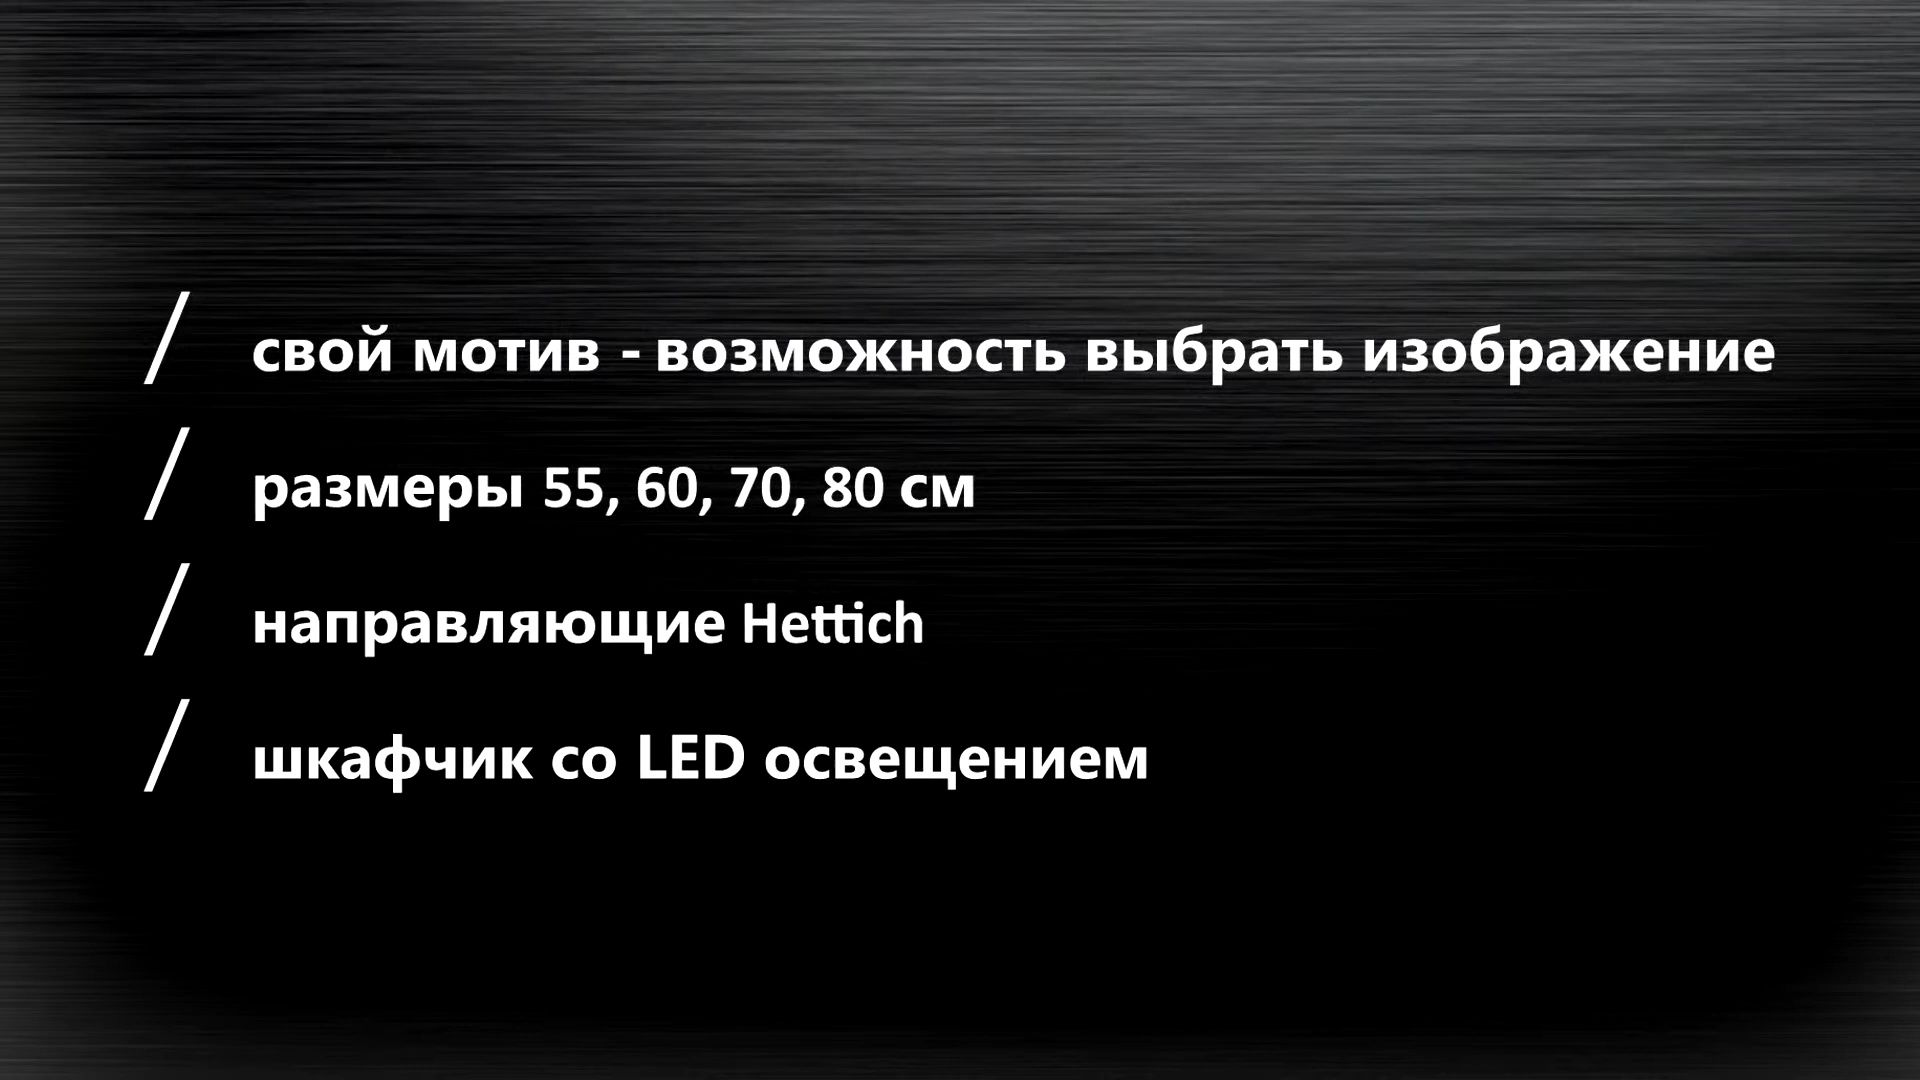 / свой мотив - возможность выбрать изображение
/ размеры 55, 60, 70, 80 см
/ направляющие Hettich
/ шкафчик со LED освещением